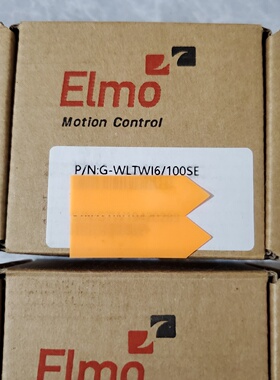 Elmo
Motion Control
P/N:G-WLTWI6/100SE
Elmo